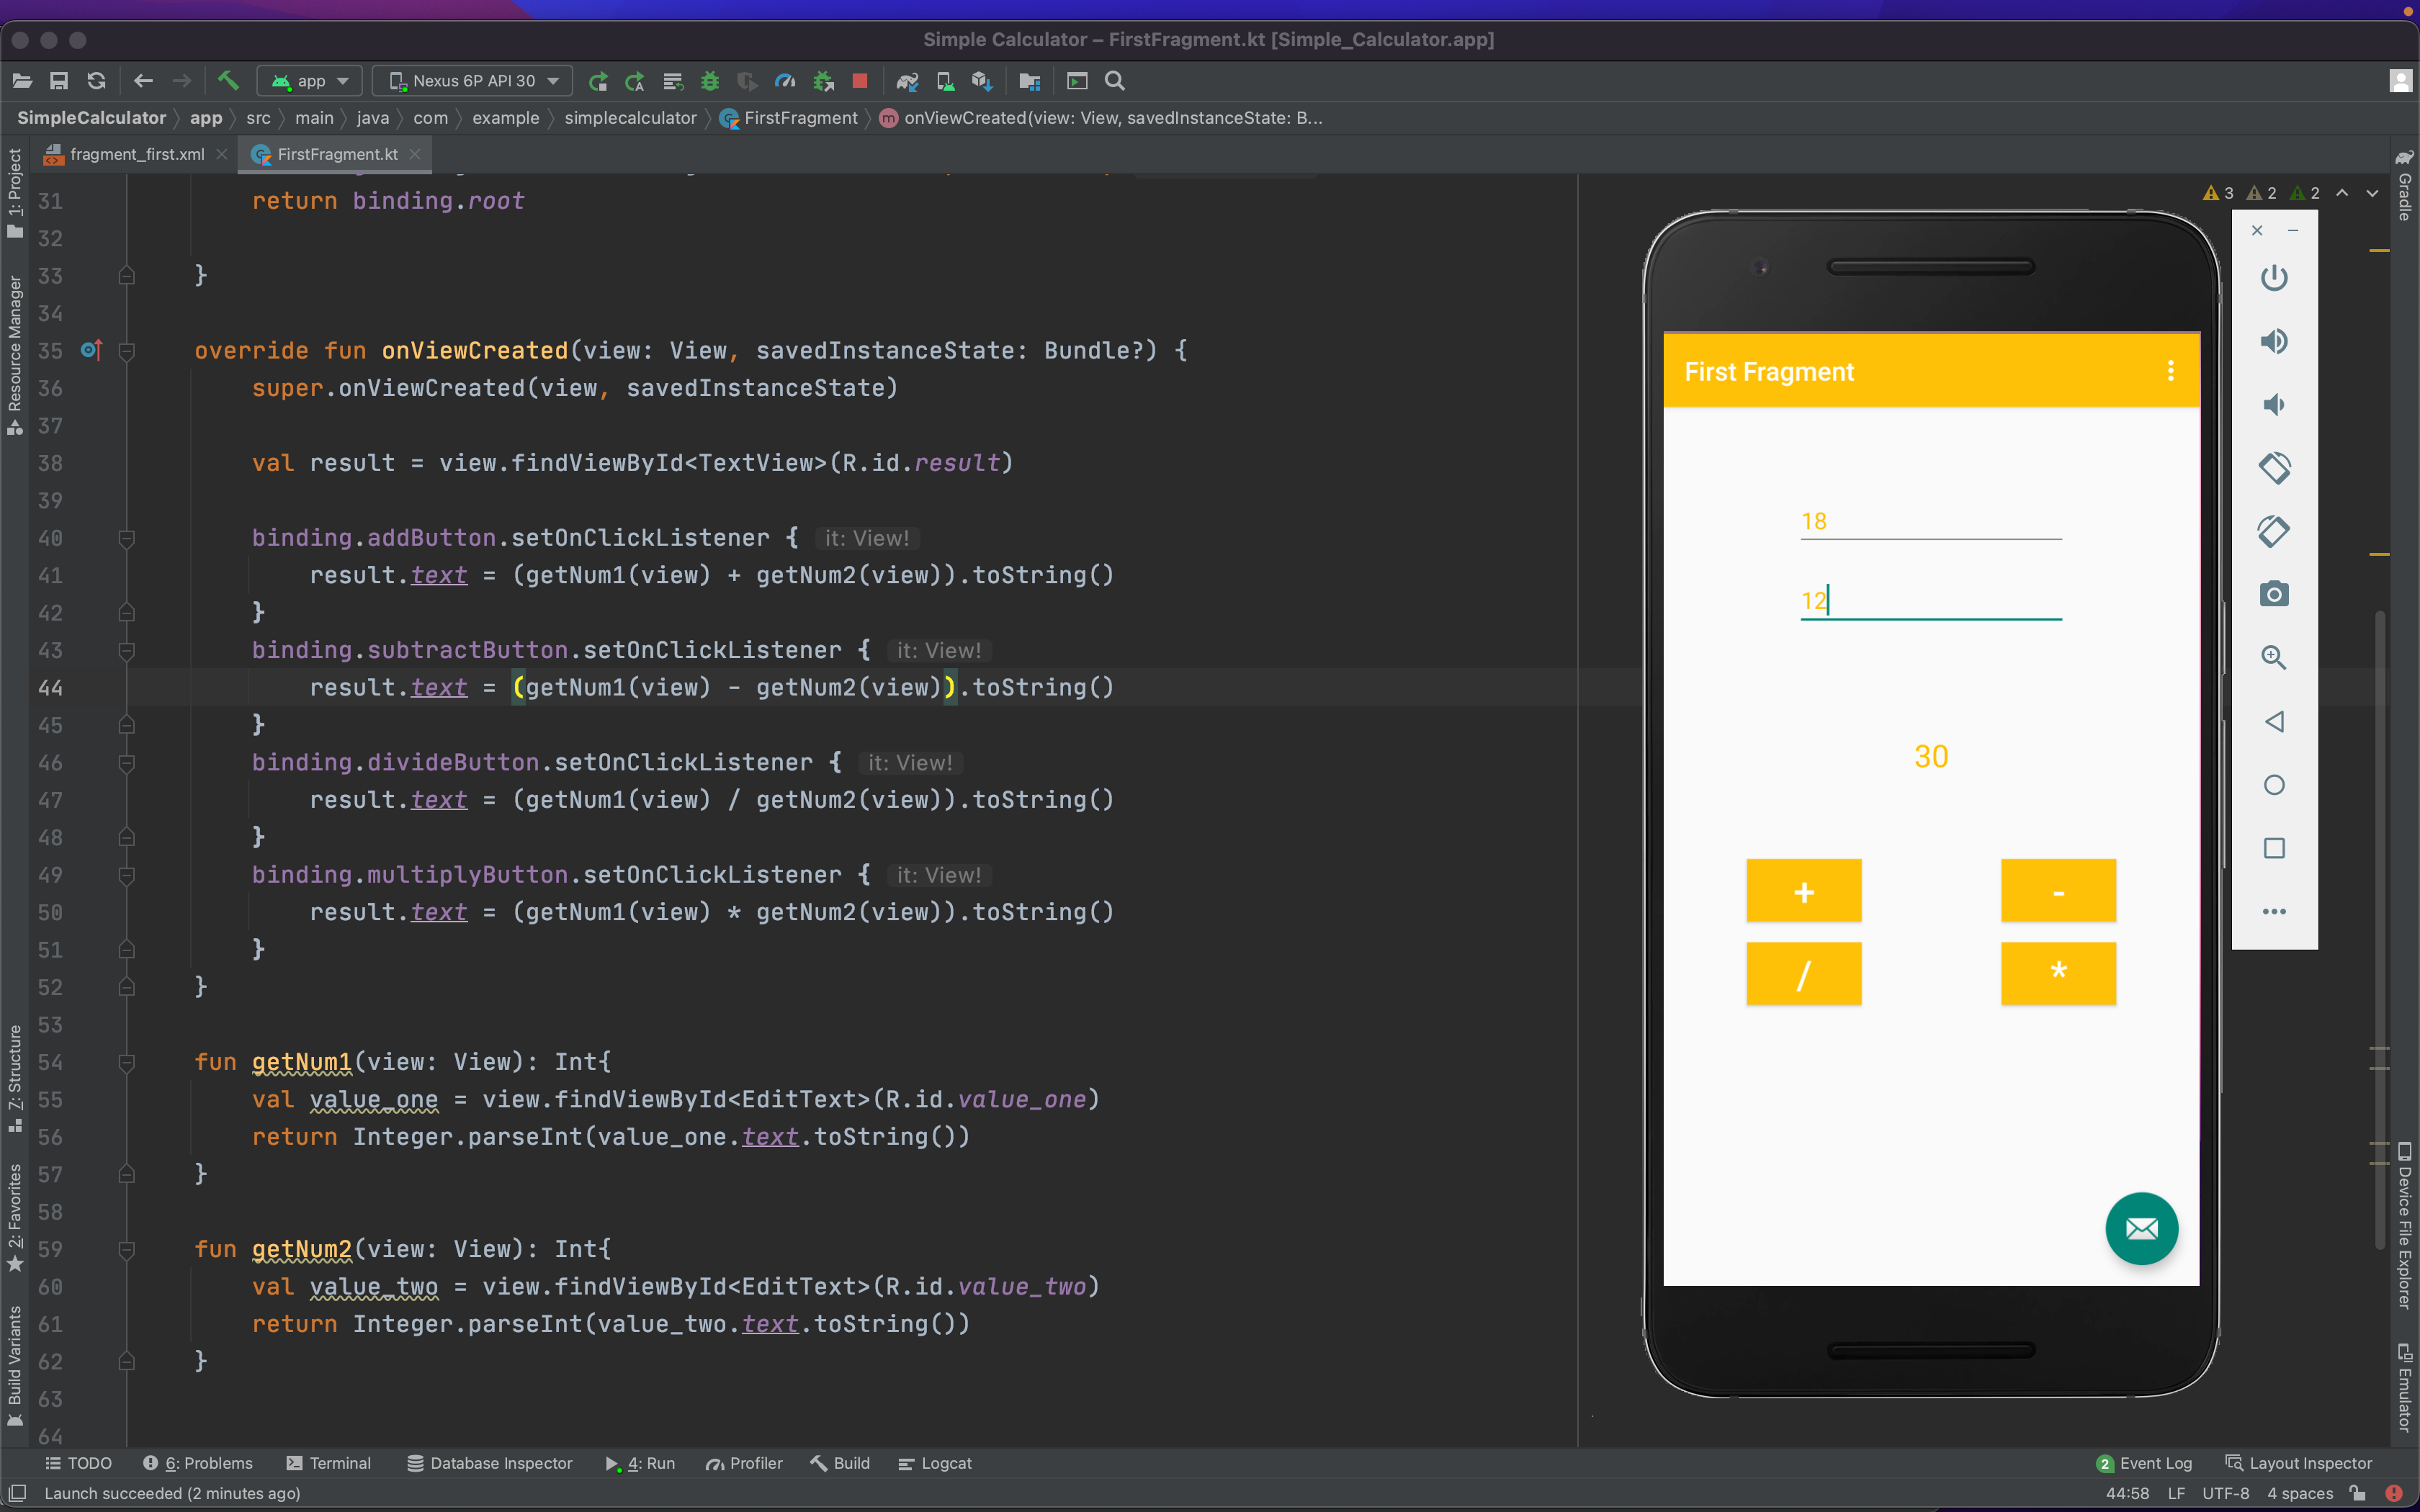 Simple Calculator – FirstFragment.kt [Simple_Calculator.app]
app
Nexus 6P API 30
SimpleCalculator
app
src
main
java
com
example
simplecalculator
FirstFragment
m
onViewCreated(view: View, savedInstanceState: B...
fragment_first.xml
FirstFragment.kt
1: Project
Resource Manager
7: Structure
2: Favorites
Build Variants
3
2
2
31 return binding.root
32
33 }
34
35 override fun onViewCreated(view: View, savedInstanceState: Bundle?) {
36 super.onViewCreated(view, savedInstanceState)
37
38 val result = view.findViewById<TextView>(R.id.result)
39
40 binding.addButton.setOnClickListener { it: View!
41 result.text = (getNum1(view) + getNum2(view)).toString()
42 }
43 binding.subtractButton.setOnClickListener { it: View!
44 result.text = (getNum1(view) - getNum2(view)).toString()
45 }
46 binding.divideButton.setOnClickListener { it: View!
47 result.text = (getNum1(view) / getNum2(view)).toString()
48 }
49 binding.multiplyButton.setOnClickListener { it: View!
50 result.text = (getNum1(view) * getNum2(view)).toString()
51 }
52 }
53
54 fun getNum1(view: View): Int{
55 val value_one = view.findViewById<EditText>(R.id.value_one)
56 return Integer.parseInt(value_one.text.toString())
57 }
58
59 fun getNum2(view: View): Int{
60 val value_two = view.findViewById<EditText>(R.id.value_two)
61 return Integer.parseInt(value_two.text.toString())
62 }
63
64
First Fragment
18
12
30
+
-
/
*
Gradle
Device File Explorer
Emulator
TODO
6: Problems
Terminal
Database Inspector
4: Run
Profiler
Build
Logcat
2 Event Log
Layout Inspector
Launch succeeded (2 minutes ago)
44:58
LF
UTF-8
4 spaces